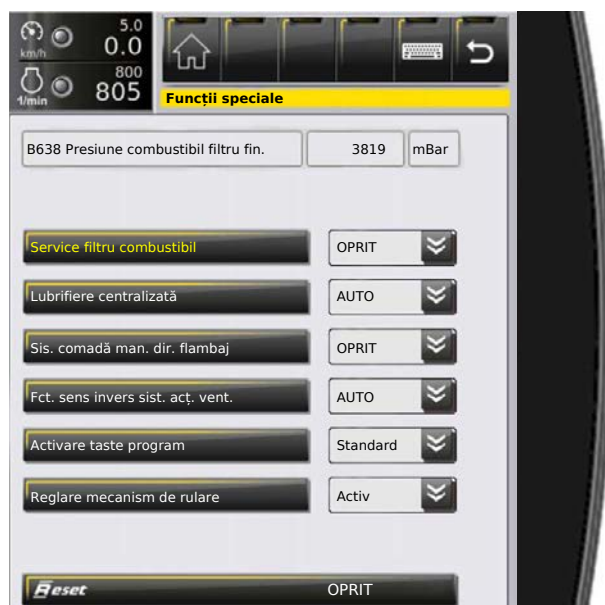 5.0
km/h 0.0
800
1/min 805
Funcții speciale
B638 Presiune combustibil filtru fin. 3819 mBar
Service filtru combustibil OPRIT
Lubrifiere centralizată AUTO
Sis. comadă man. dir. flambaj OPRIT
Fct. sens invers sist. acț. vent. AUTO
Activare taste program Standard
Reglare mecanism de rulare Activ
Reset OPRIT